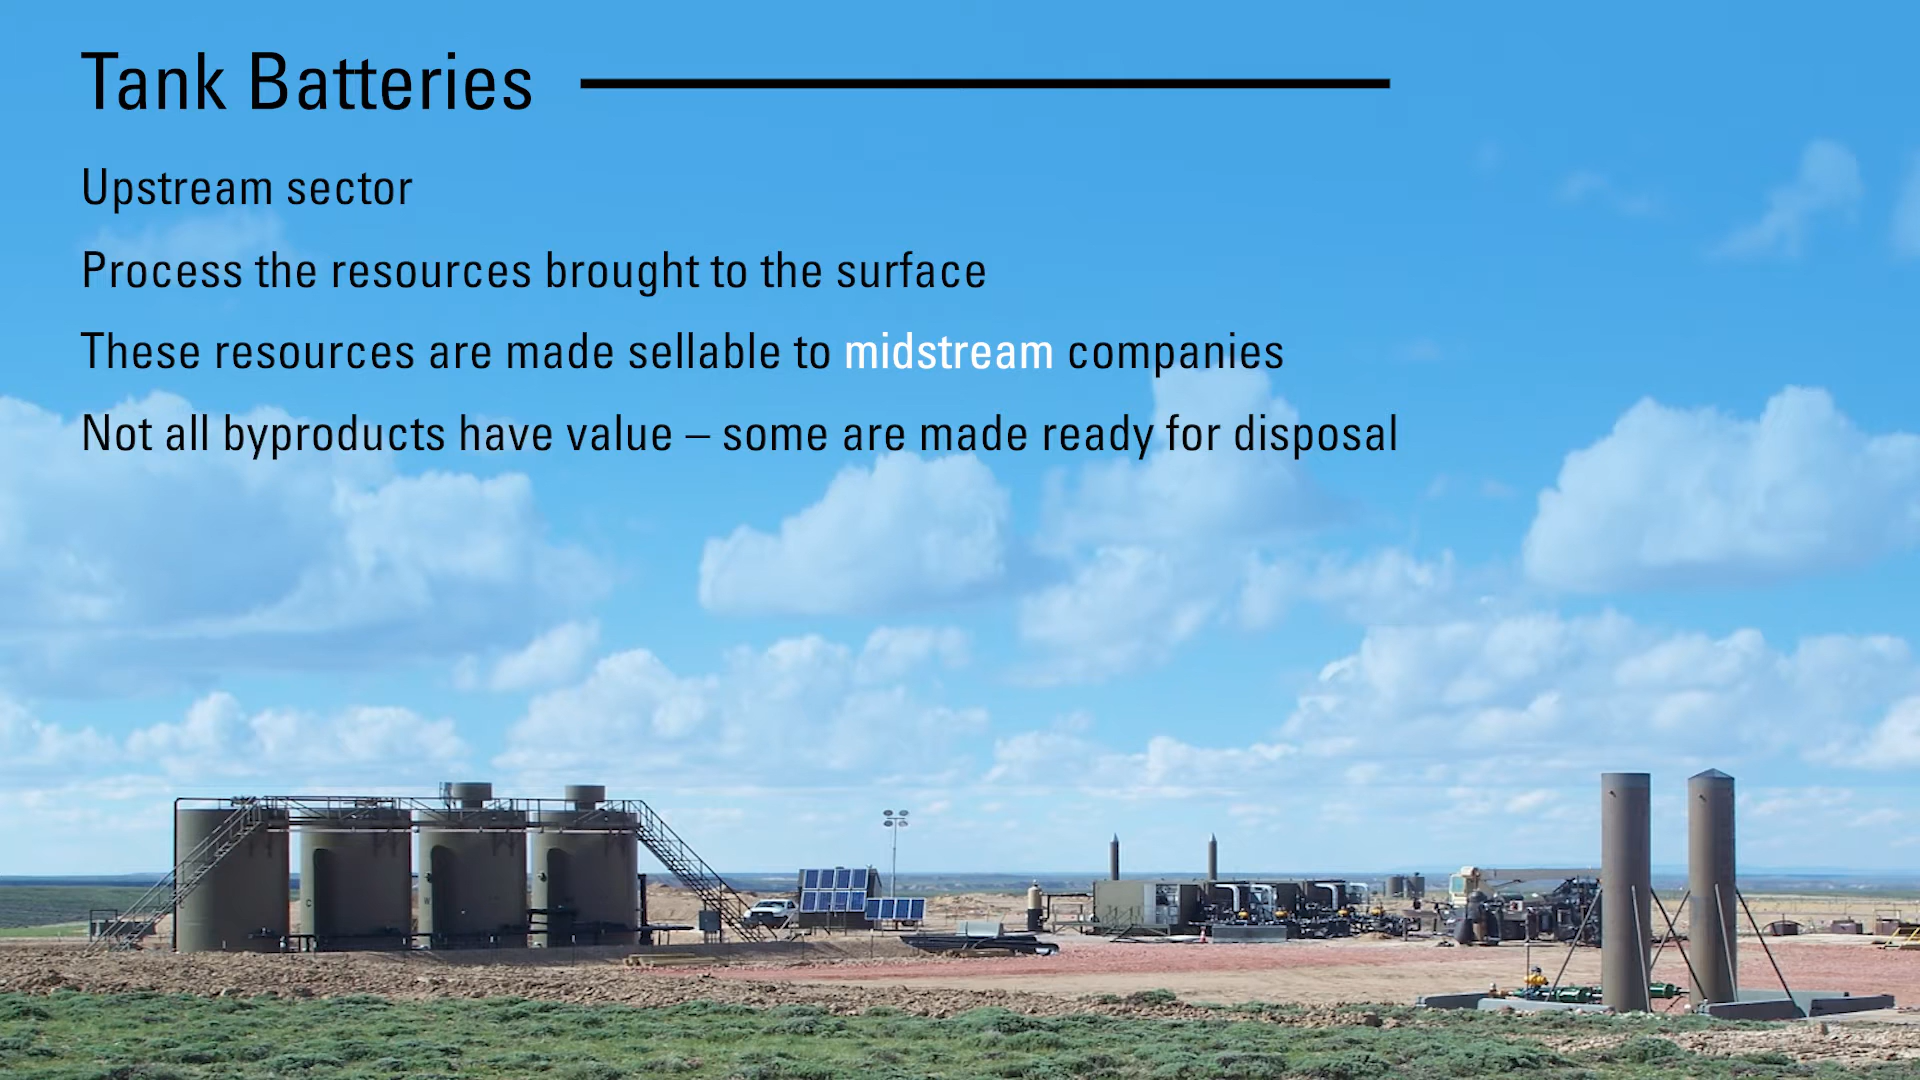 Tank Batteries
Upstream sector
Process the resources brought to the surface
These resources are made sellable to midstream companies
Not all byproducts have value – some are made ready for disposal
C
W